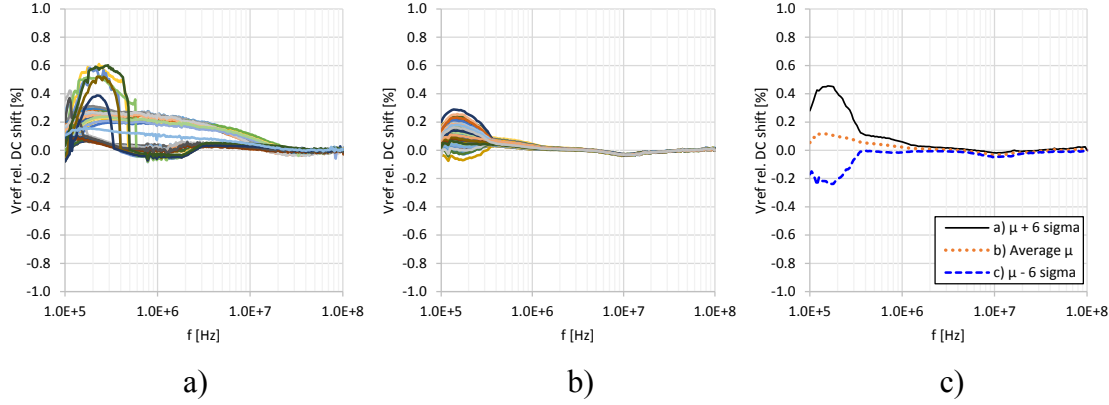 Vref rel. DC shift [%]
1.0
0.8
0.6
0.4
0.2
0.0
-0.2
-0.4
-0.6
-0.8
-1.0
1.0E+5 1.0E+6 1.0E+7 1.0E+8
f [Hz]
a)
Vref rel. DC shift [%]
1.0
0.8
0.6
0.4
0.2
0.0
-0.2
-0.4
-0.6
-0.8
-1.0
1.0E+5 1.0E+6 1.0E+7 1.0E+8
f [Hz]
b)
Vref rel. DC shift [%]
1.0
0.8
0.6
0.4
0.2
0.0
-0.2
-0.4
-0.6
-0.8
-1.0
a) μ + 6 sigma
b) Average μ
c) μ - 6 sigma
1.0E+5 1.0E+6 1.0E+7 1.0E+8
f [Hz]
c)